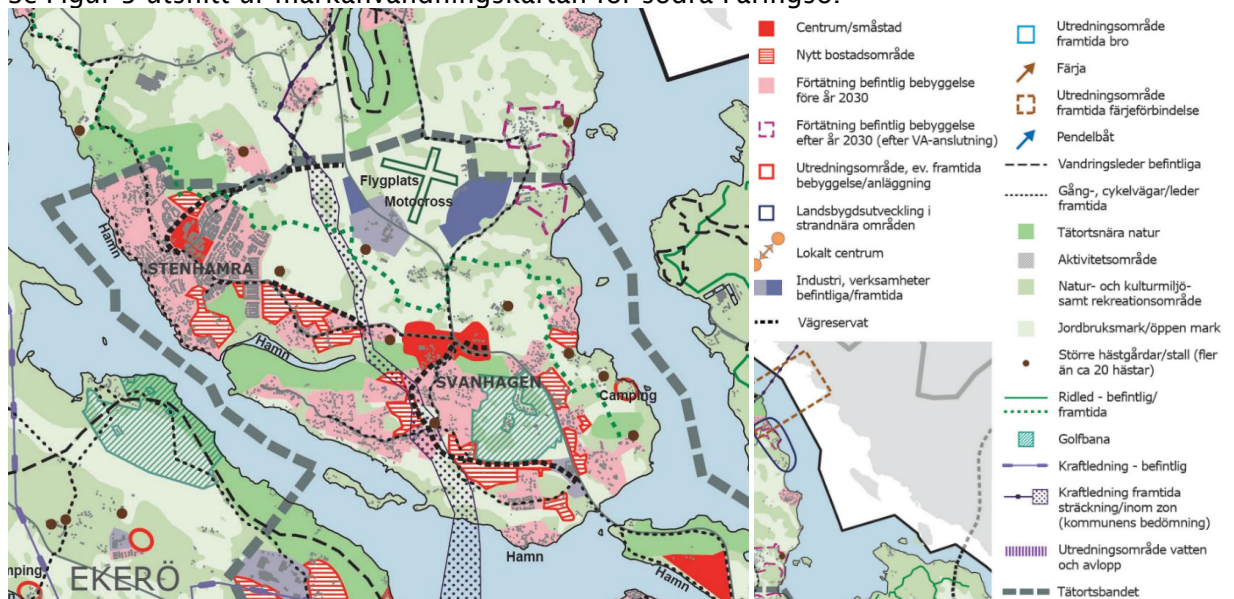 Se Figur 5 utsnitt ur markanvändningskartan för södra Färingsö.
Flygplats
Motocross
Hamn
STENHAMRA
Hamn
SVANHAGEN
Camping
Hamn
Hamn
mping
EKERÖ
Centrum/småstad
Nytt bostadsområde
Förtätning befintlig bebyggelse
före år 2030
Förtätning befintlig bebyggelse
efter år 2030 (efter VA-anslutning)
Utredningsområde, ev. framtida
bebyggelse/anläggning
Landsbygdsutveckling i
strandnära områden
Lokalt centrum
Industri, verksamheter
befintliga/framtida
Vägreservat
Utredningsområde
framtida bro
Färja
Utredningsområde
framtida färjeförbindelse
Pendelbåt
Vandringsleder befintliga
Gång-, cykelvägar/leder
framtida
Tätortsnära natur
Aktivitetsområde
Natur- och kulturmiljö-
samt rekreationsområde
Jordbruksmark/öppen mark
Större hästgårdar/stall (fler
än ca 20 hästar)
Ridled - befintlig/
framtida
Golfbana
Kraftledning - befintlig
Kraftledning framtida
sträckning/inom zon
(kommunens bedömning)
Utredningsområde vatten
och avlopp
Tätortsbandet